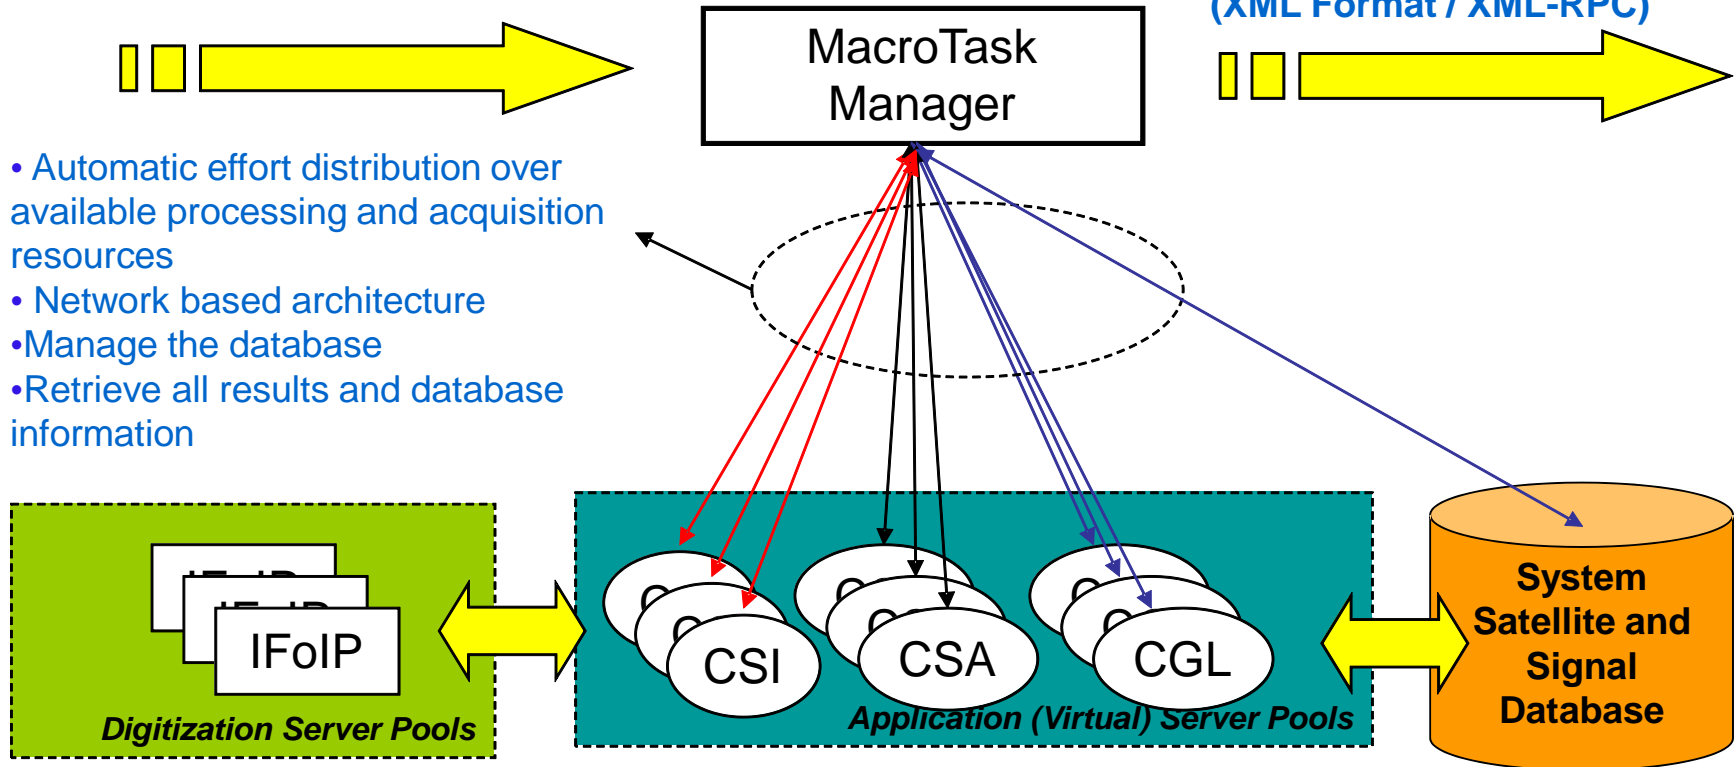 (XML Format / XML-RPC)
MacroTask
Manager
• Automatic effort distribution over
available processing and acquisition
resources
• Network based architecture
•Manage the database
•Retrieve all results and database
information
IFoIP
IFoIP
IFoIP
Digitization Server Pools
CSI
CSA
CGL
Application (Virtual) Server Pools
System
Satellite and
Signal
Database